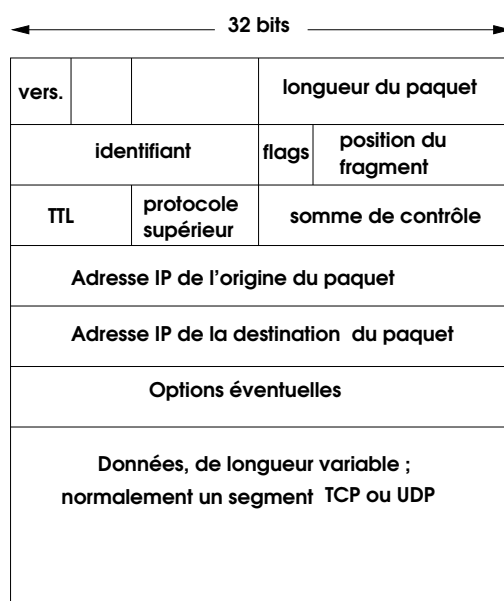 32 bits
vers.
longueur du paquet
identifiant
flags
position du
fragment
TTL
protocole
supérieur
somme de contrôle
Adresse IP de l'origine du paquet
Adresse IP de la destination du paquet
Options éventuelles
Données, de longueur variable ;
normalement un segment TCP ou UDP